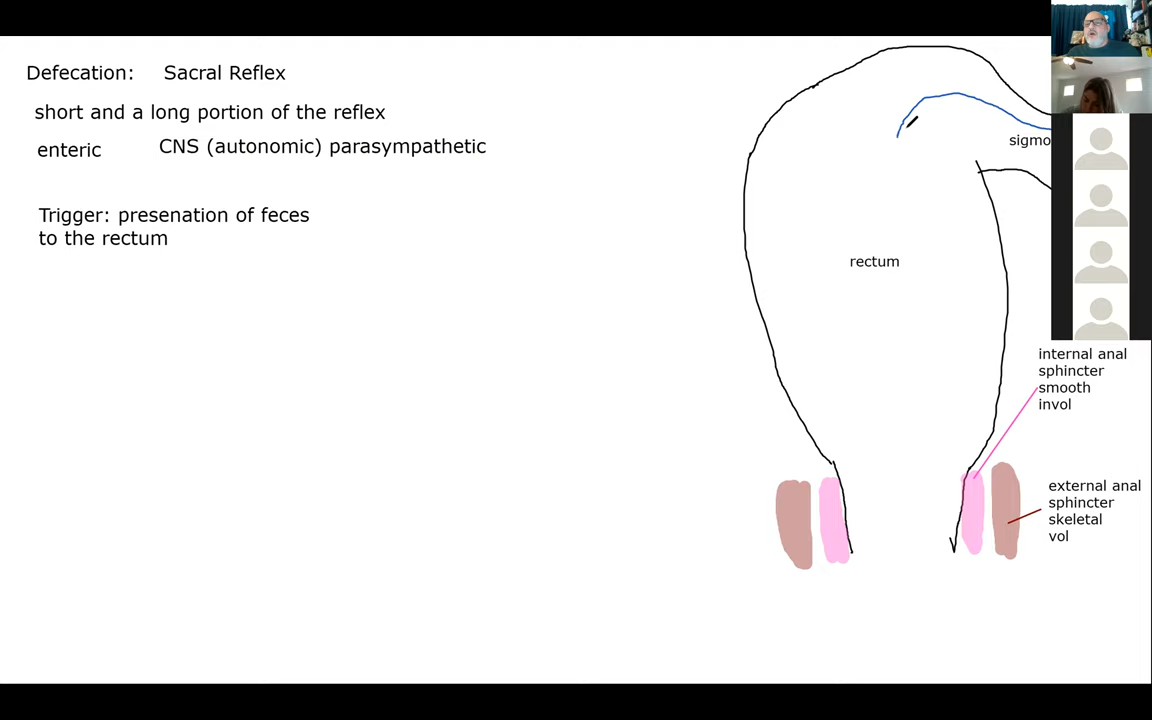 Defecation: Sacral Reflex
short and a long portion of the reflex
enteric CNS (autonomic) parasympathetic
Trigger: presenation of feces
to the rectum
sigmo
rectum
internal anal
sphincter
smooth
invol
external anal
sphincter
skeletal
vol